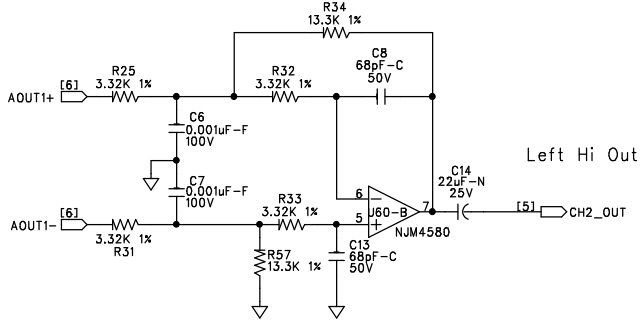 R34
13.3K 1%
C8
68pF-C
50V
R25
3.32K 1%
R32
3.32K 1%
[6]
AOUT1+
C6
0.001uF-F
100V
C7
0.001uF-F
100V
Left Hi Out
C14
22uF-N
25V
6
U60-B
7
5
NJM4580
[5]
CH2_OUT
[6]
AOUT1-
3.32K 1%
R31
R33
3.32K 1%
R57
13.3K 1%
C13
68pF-C
50V